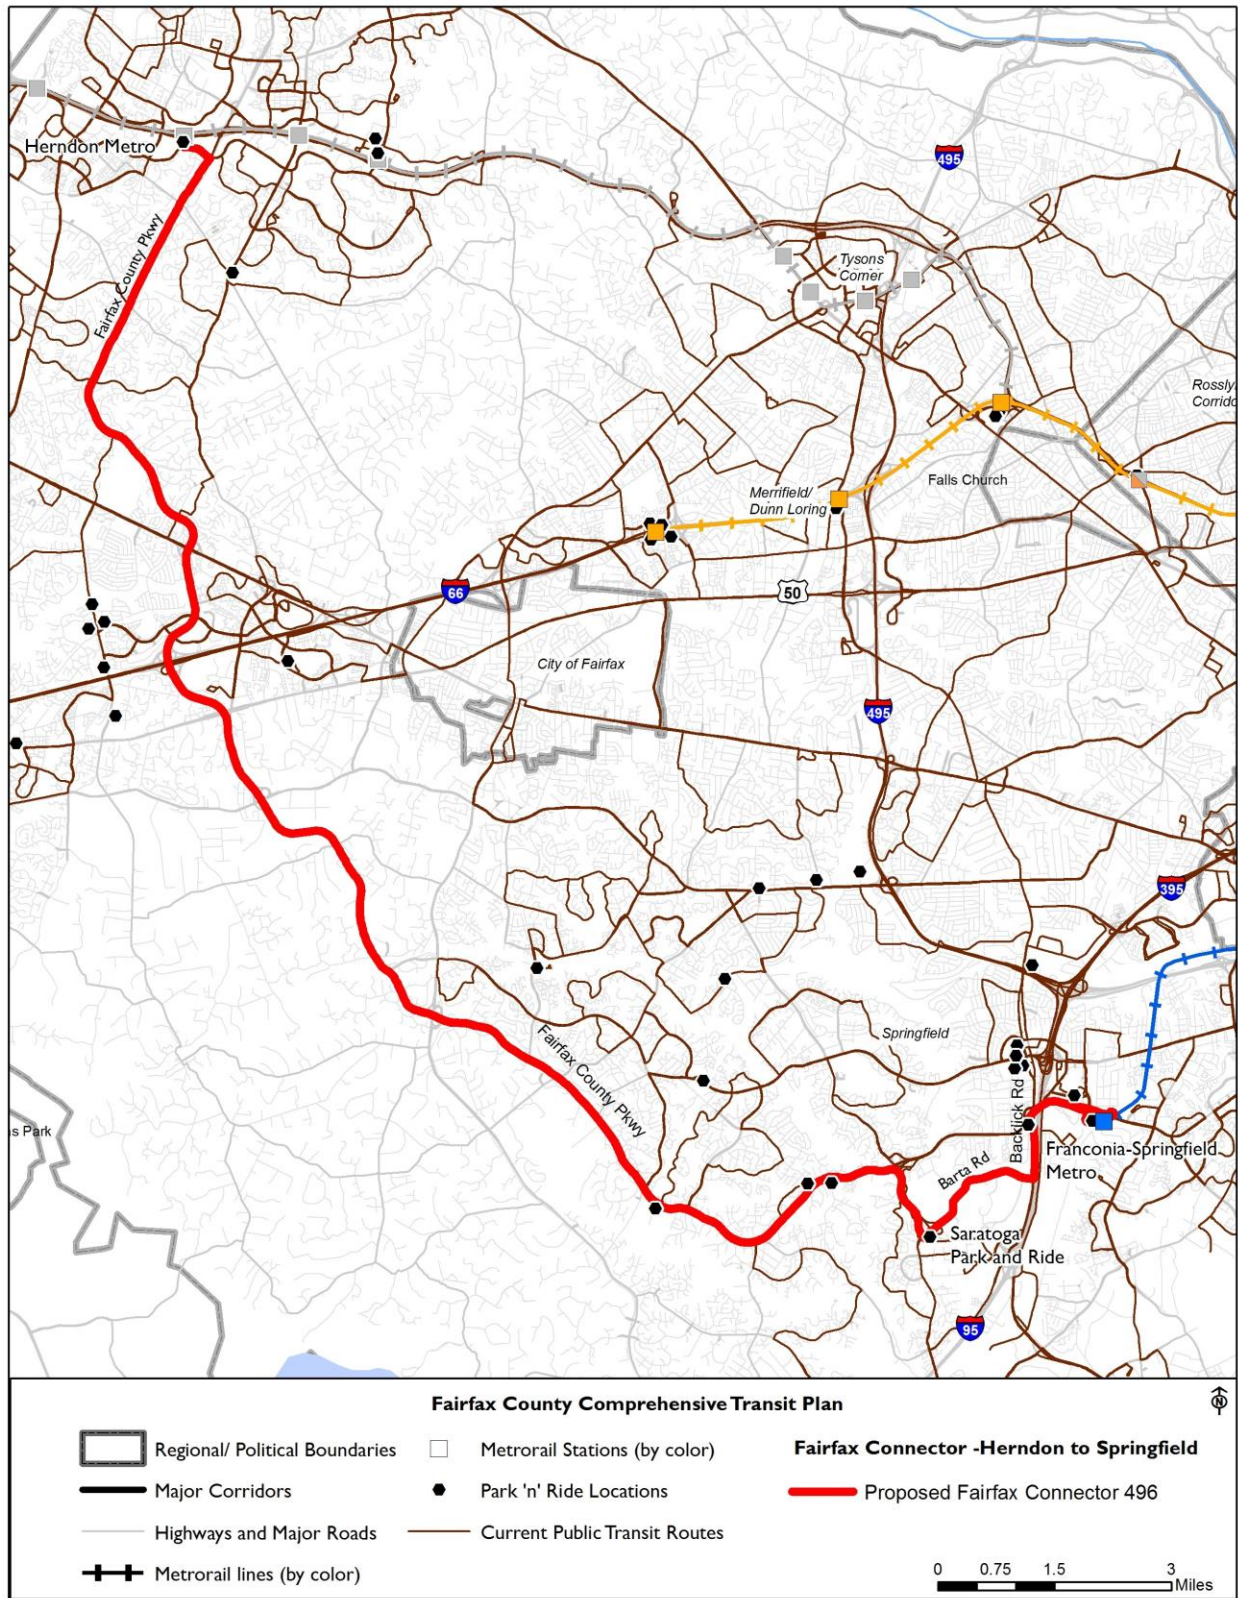 Herndon Metro
495
Fairfax County Pkwy
Tysons
Corner
Rossly
Corrido
Falls Church
Merrifield/
Dunn Loring
66
50
City of Fairfax
495
395
Springfield
Fairfax County Pkwy
Backlick Rd
s Park
Franconia-Springfield
Metro
Barta Rd
Saratoga
Park and Ride
95
Fairfax County Comprehensive Transit Plan
N
Regional/ Political Boundaries
Metrorail Stations (by color)
Fairfax Connector -Herndon to Springfield
Major Corridors
Park 'n' Ride Locations
Proposed Fairfax Connector 496
Highways and Major Roads
Current Public Transit Routes
Metrorail lines (by color)
0 0.75 1.5 3
Miles